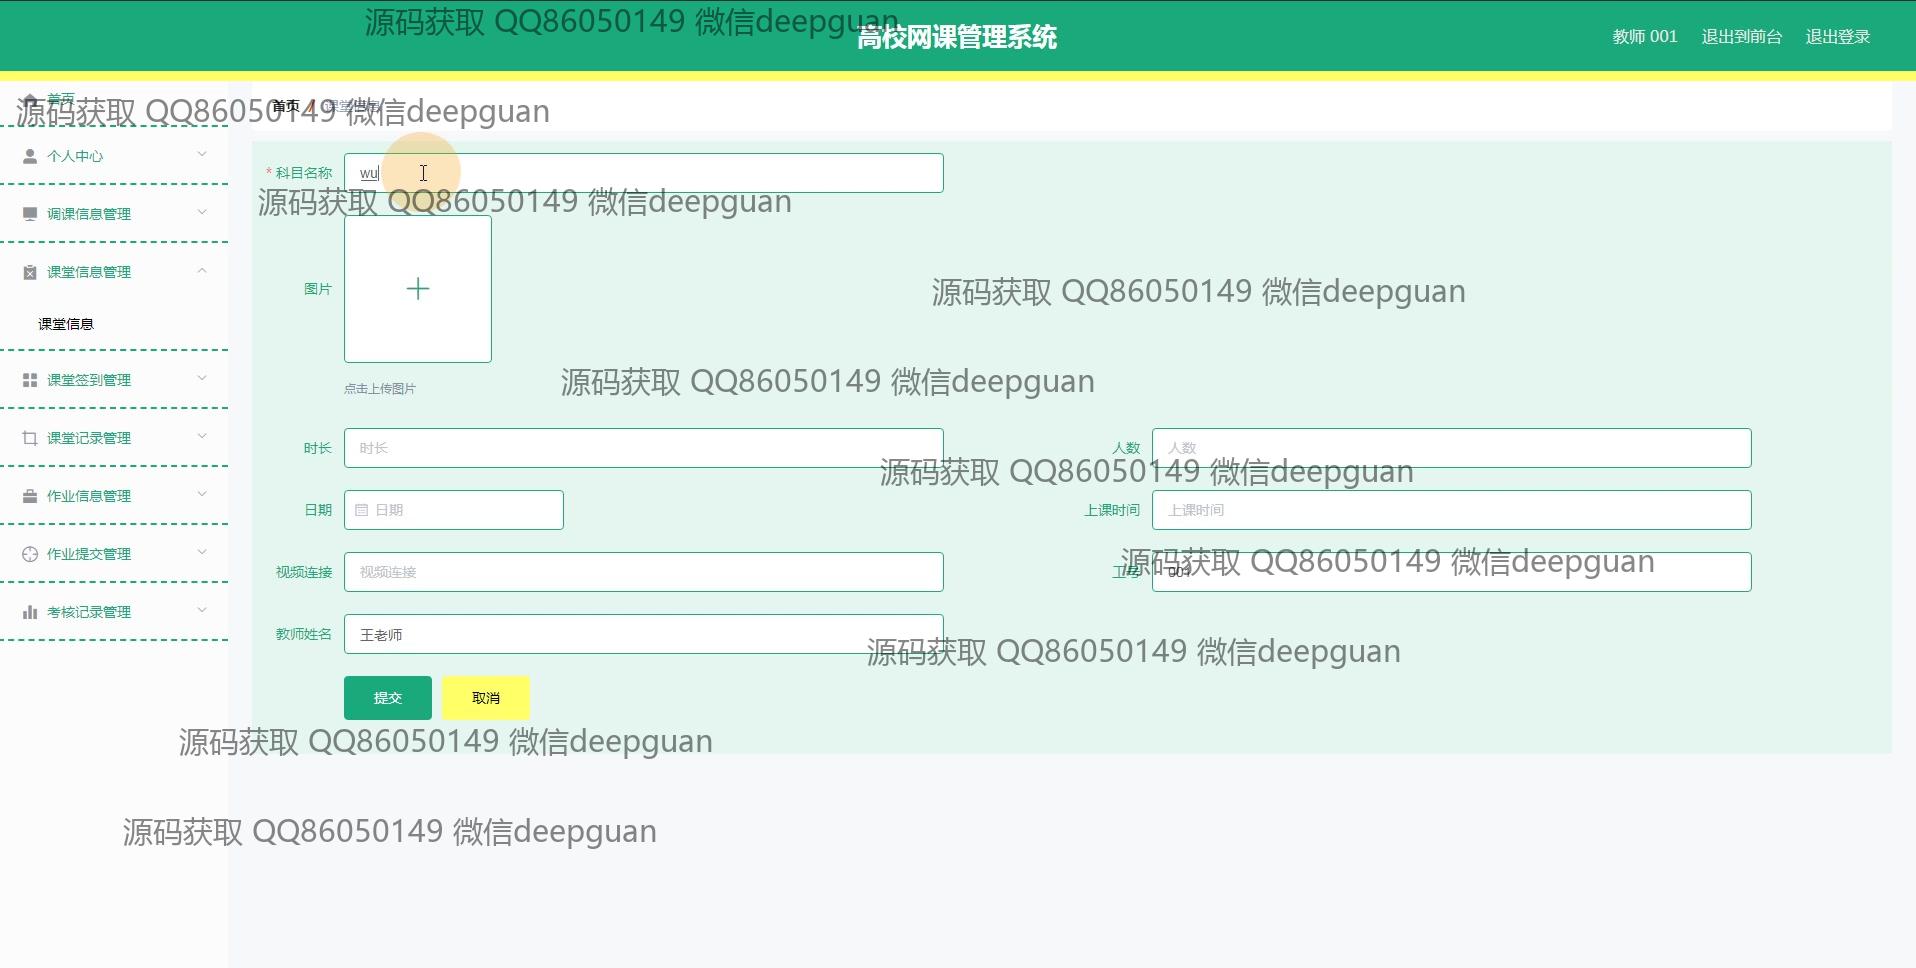 源码获取 QQ86050149 微信deepguan
高校网课管理系统
教师 001 退出到前台 退出登录
首页
首页 / 课堂信息
源码获取 QQ86050149 微信deepguan
个人中心
* 科目名称 wu
源码获取 QQ86050149 微信deepguan
调课信息管理
课堂信息管理
图片
源码获取 QQ86050149 微信deepguan
课堂信息
课堂签到管理
点击上传图片
源码获取 QQ86050149 微信deepguan
课堂记录管理
时长 时长
人数 人数
源码获取 QQ86050149 微信deepguan
作业信息管理
日期 日期
上课时间 上课时间
作业提交管理
视频连接 视频连接
工号 001
源码获取 QQ86050149 微信deepguan
考核记录管理
教师姓名 王老师
源码获取 QQ86050149 微信deepguan
提交 取消
源码获取 QQ86050149 微信deepguan
源码获取 QQ86050149 微信deepguan